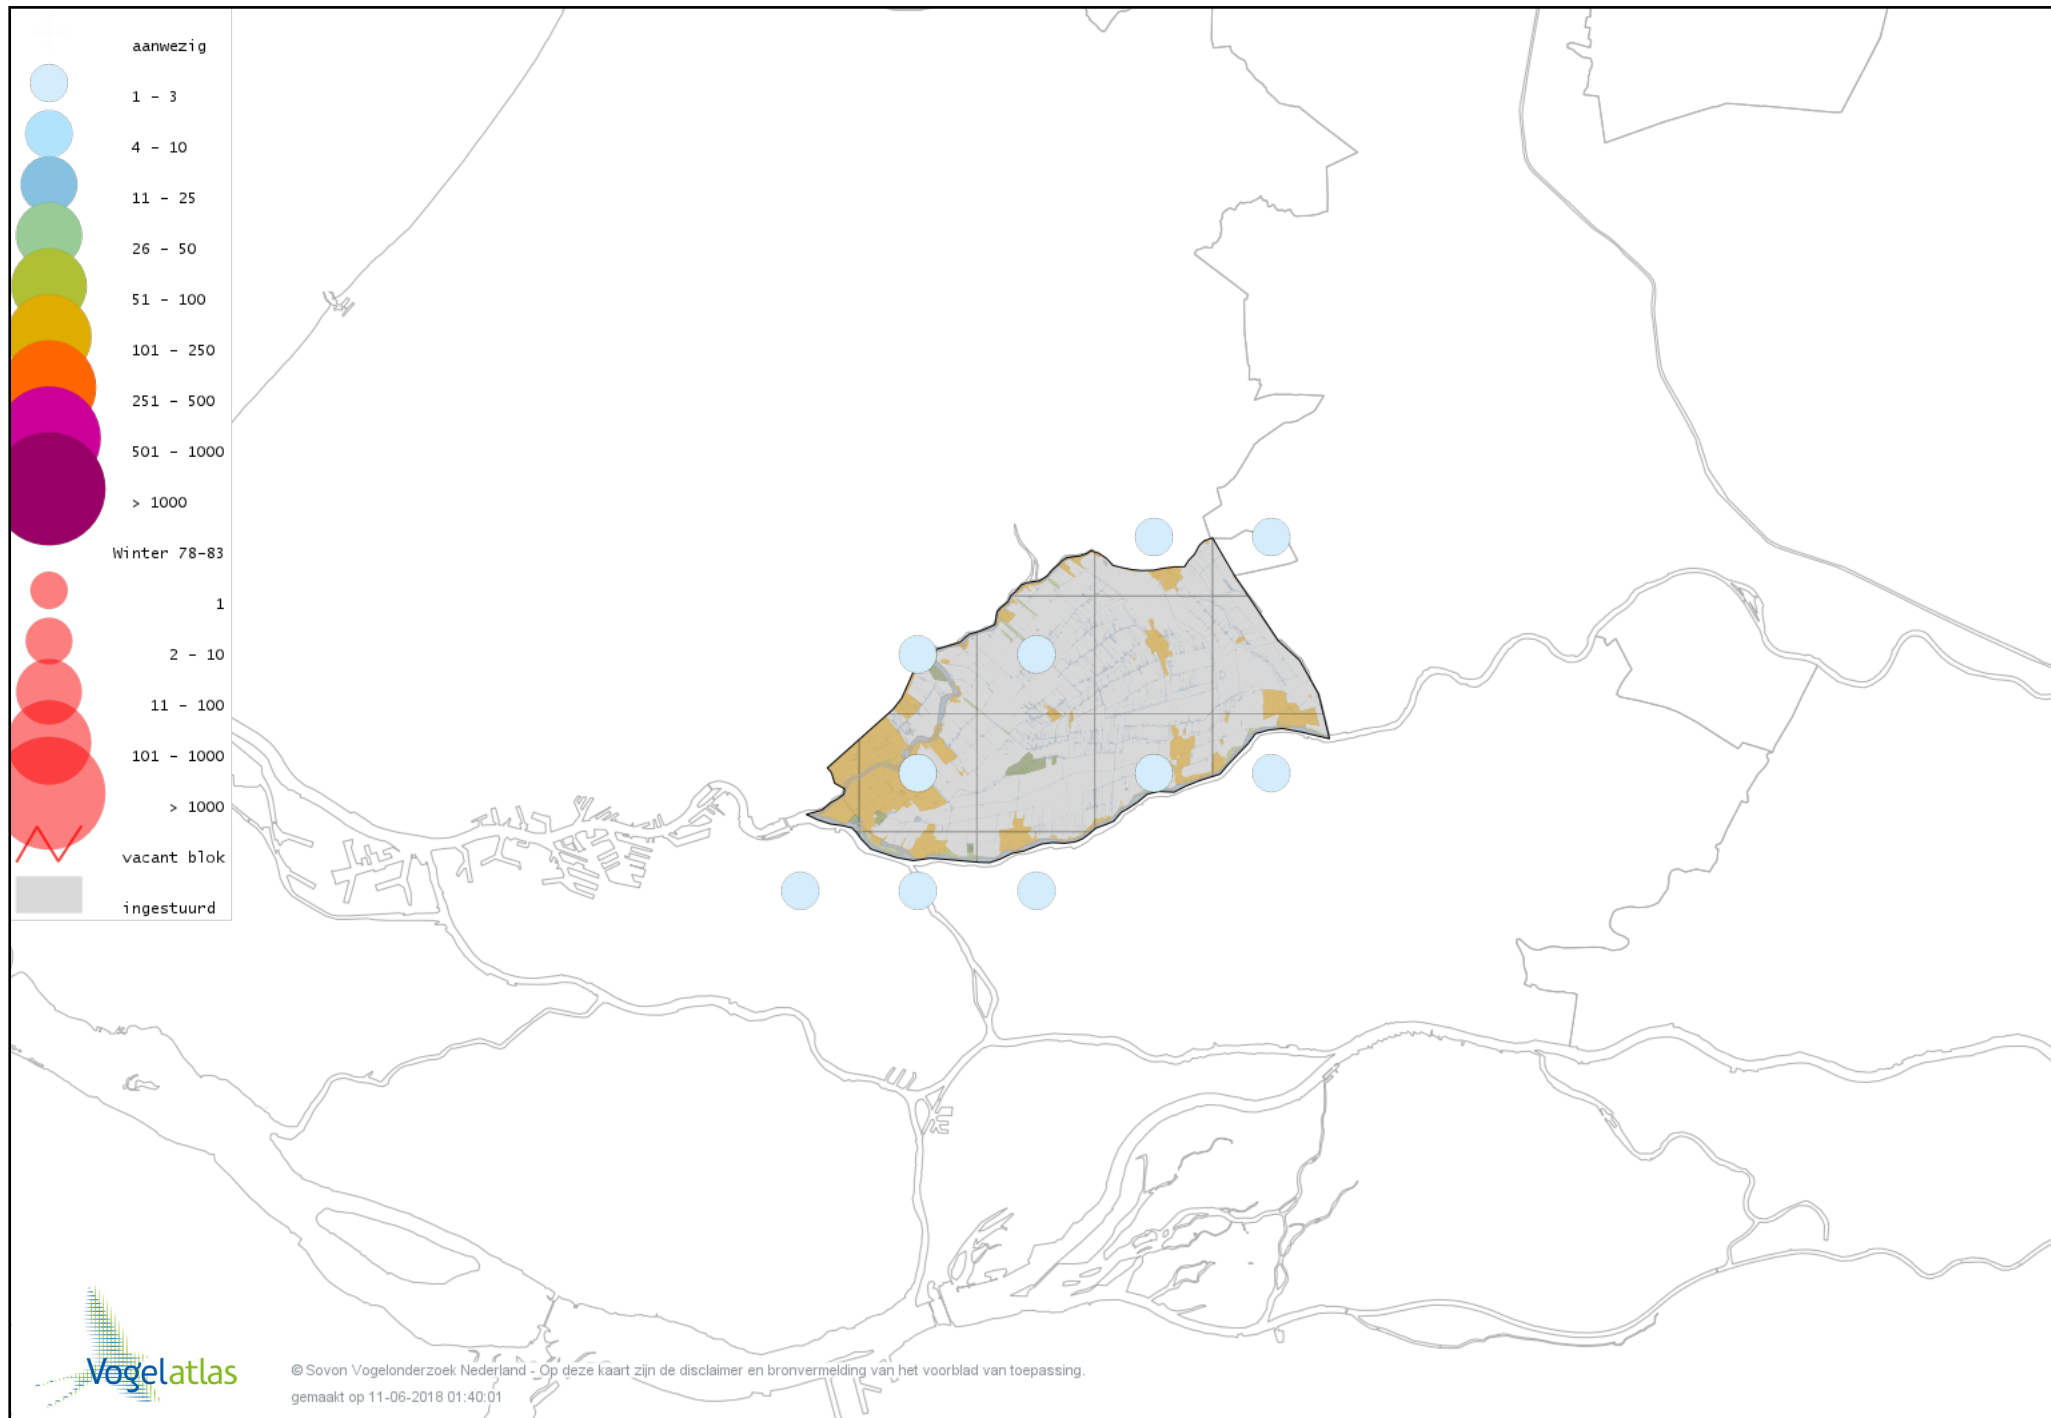 aanwezig
1 - 3
4 - 10
11 - 25
26 - 50
51 - 100
101 - 250
251 - 500
501 - 1000
> 1000
Winter 78-83
1
2 - 10
11 - 100
101 - 1000
> 1000
vacant blok
ingestuurd
Vogelatlas
© Sovon Vogelonderzoek Nederland - Op deze kaart zijn de disclaimer en bronvermelding van het voorblad van toepassing.
gemaakt op 11-06-2018 01:40:01